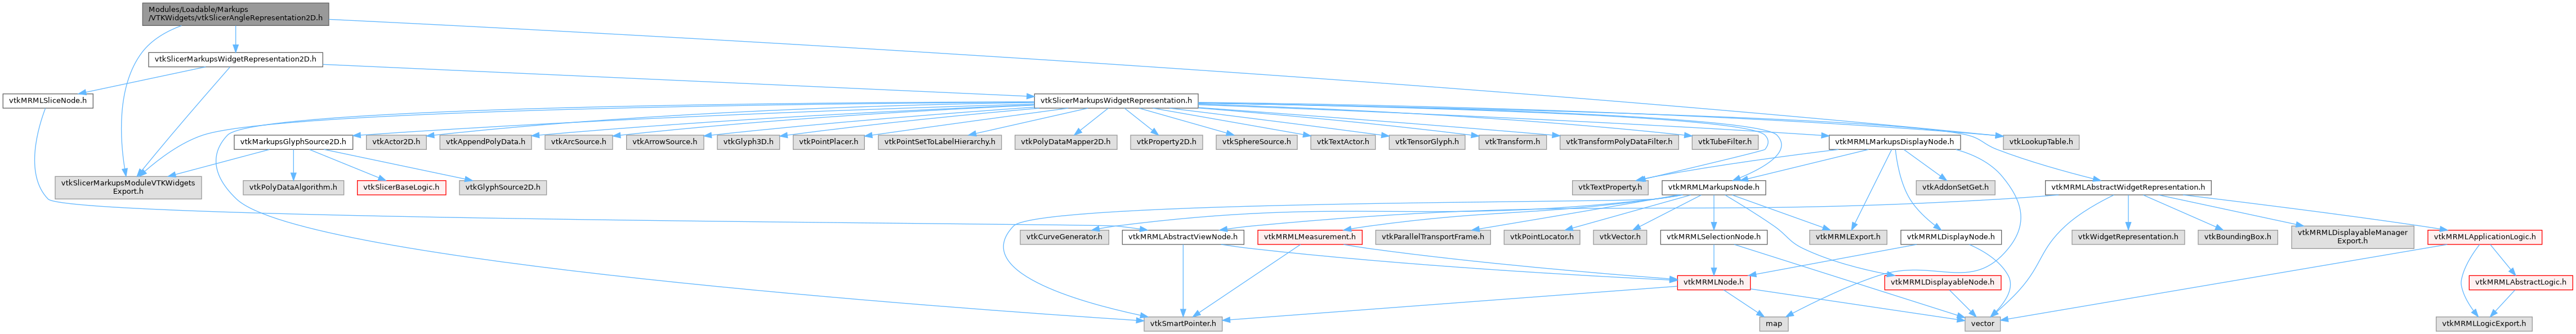 Modules/Loadable/Markups
/VTKWidgets/vtkSlicerAngleRepresentation2D.h
vtkSlicerMarkupsWidgetRepresentation2D.h
vtkMRMLSliceNode.h
vtkSlicerMarkupsWidgetRepresentation.h
vtkMarkupsGlyphSource2D.h
vtkActor2D.h
vtkAppendPolyData.h
vtkArcSource.h
vtkArrowSource.h
vtkGlyph3D.h
vtkPointPlacer.h
vtkPointSetToLabelHierarchy.h
vtkPolyDataMapper2D.h
vtkProperty2D.h
vtkSphereSource.h
vtkTextActor.h
vtkTensorGlyph.h
vtkTransform.h
vtkTransformPolyDataFilter.h
vtkTubeFilter.h
vtkMRMLMarkupsDisplayNode.h
vtkLookupTable.h
vtkSlicerMarkupsModuleVTKWidgets
Export.h
vtkPolyDataAlgorithm.h
vtkSlicerBaseLogic.h
vtkGlyphSource2D.h
vtkTextProperty.h
vtkMRMLMarkupsNode.h
vtkAddonSetGet.h
vtkMRMLAbstractWidgetRepresentation.h
vtkCurveGenerator.h
vtkMRMLAbstractViewNode.h
vtkMRMLMeasurement.h
vtkParallelTransportFrame.h
vtkPointLocator.h
vtkVector.h
vtkMRMLSelectionNode.h
vtkMRMLExport.h
vtkMRMLDisplayNode.h
vtkWidgetRepresentation.h
vtkBoundingBox.h
vtkMRMLDisplayableManager
Export.h
vtkMRMLApplicationLogic.h
vtkMRMLNode.h
vtkMRMLDisplayableNode.h
vtkMRMLAbstractLogic.h
vtkSmartPointer.h
map
vector
vtkMRMLLogicExport.h